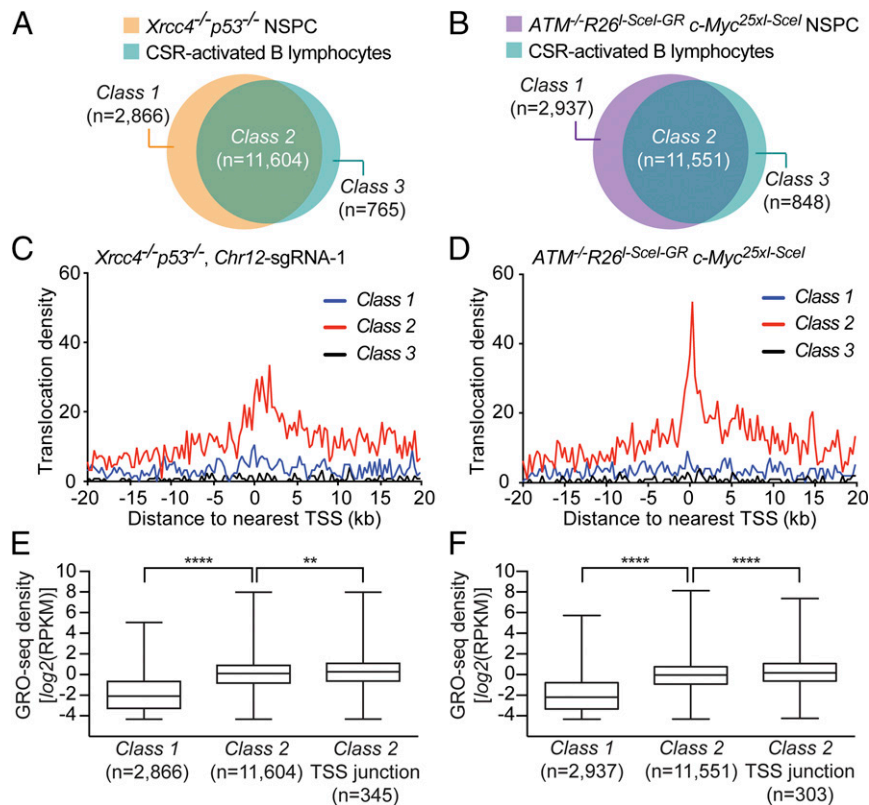 A
Xrcc4-/-p53-/- NSPC
CSR-activated B lymphocytes
Class 1
(n=2,866)
Class 2
(n=11,604)
Class 3
(n=765)
B
ATM-/-R26I-SceI-GR c-Myc25xI-SceI NSPC
CSR-activated B lymphocytes
Class 1
(n=2,937)
Class 2
(n=11,551)
Class 3
(n=848)
C
Xrcc4-/-p53-/-, Chr12-sgRNA-1
Translocation density
60
40
20
0
Class 1
Class 2
Class 3
-20 -15 -10 -5 0 5 10 15 20
Distance to nearest TSS (kb)
D
ATM-/-R26I-SceI-GR c-Myc25xI-SceI
Translocation density
60
40
20
0
Class 1
Class 2
Class 3
-20 -15 -10 -5 0 5 10 15 20
Distance to nearest TSS (kb)
E
GRO-seq density
[log2(RPKM)]
10
8
6
4
2
0
-2
-4
**** **
Class 1
(n=2,866)
Class 2
(n=11,604)
Class 2
TSS junction
(n=345)
F
GRO-seq density
[log2(RPKM)]
10
8
6
4
2
0
-2
-4
**** ****
Class 1
(n=2,937)
Class 2
(n=11,551)
Class 2
TSS junction
(n=303)